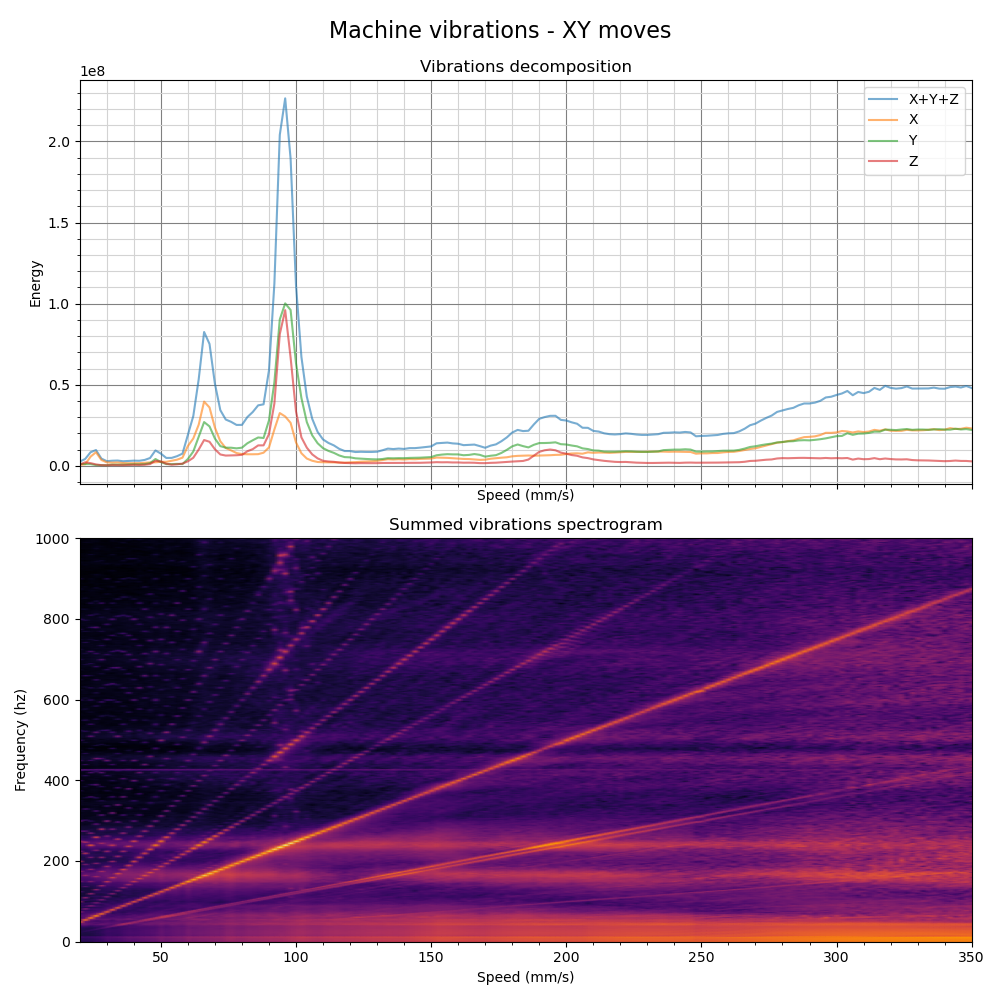 Machine vibrations - XY moves
Vibrations decomposition
1e8
X+Y+Z
X
Y
Z
2.0
1.5
1.0
0.5
0.0
Energy
Speed (mm/s)
Summed vibrations spectrogram
1000
800
600
400
200
0
Frequency (hz)
50 100 150 200 250 300 350
Speed (mm/s)